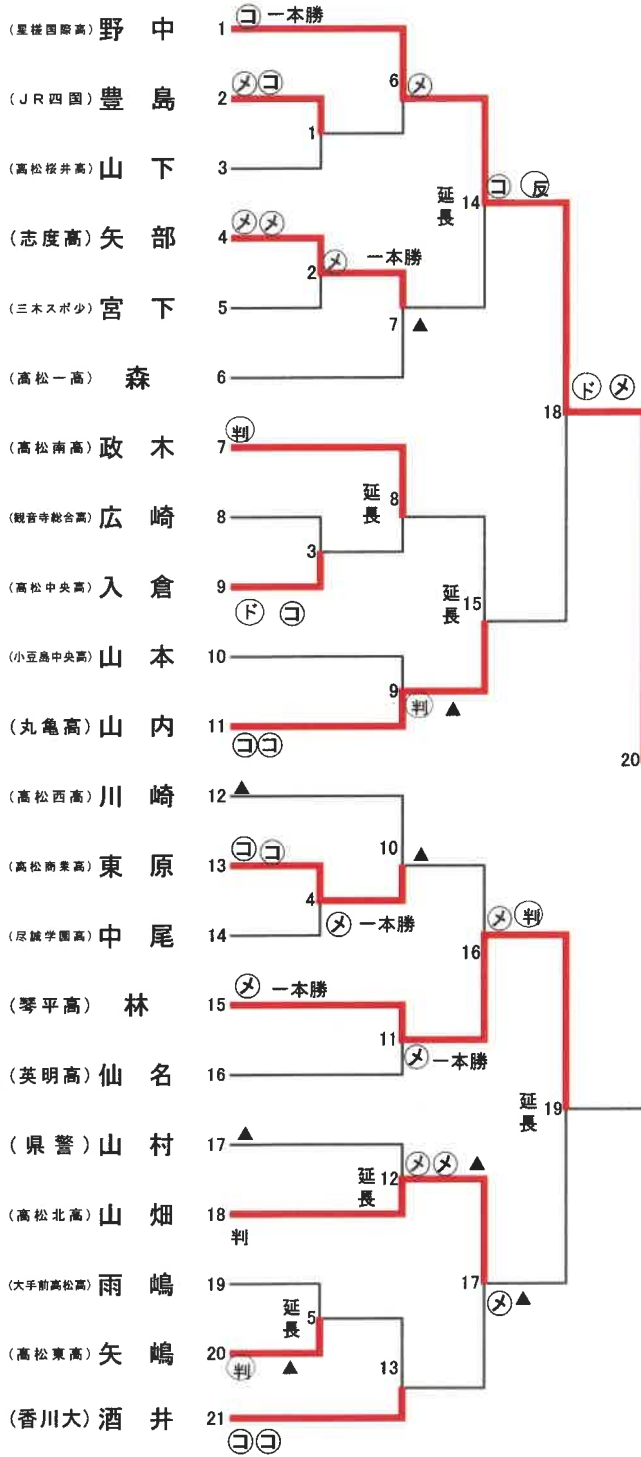 (星槎国際高) 野中 1 コ 一本勝
6 メ
(JR四国) 豊島 2 メ コ
1
(高松桜井高) 山下 3
延長 14 コ 反
(志度高) 矢部 4 メ メ
2 メ 一本勝
(三木スポ少) 宮下 5
7 ▲
(高松一高) 森 6
18 ド メ
(高松南高) 政木 7 判
延長 8
(観音寺総合高) 広崎 8
3
(高松中央高) 入倉 9
ド コ
延長 15
(小豆島中央高) 山本 10
9 判 ▲
(丸亀高) 山内 11
ココ
20
(高松西高) 川崎 12 ▲
10 ▲
(高松商業高) 東原 13 コ コ
4 メ 一本勝
(尽誠学園高) 中尾 14
16 メ 判
(琴平高) 林 15 メ 一本勝
11 メ 一本勝
(英明高) 仙名 16
延長 19
(県警) 山村 17 ▲
延長 12 メ メ ▲
(高松北高) 山畑 18
判
17 メ ▲
(大手前高松高) 雨嶋 19
延長 5
(高松東高) 矢嶋 20
判 ▲
13
(香川大) 酒井 21
ココ